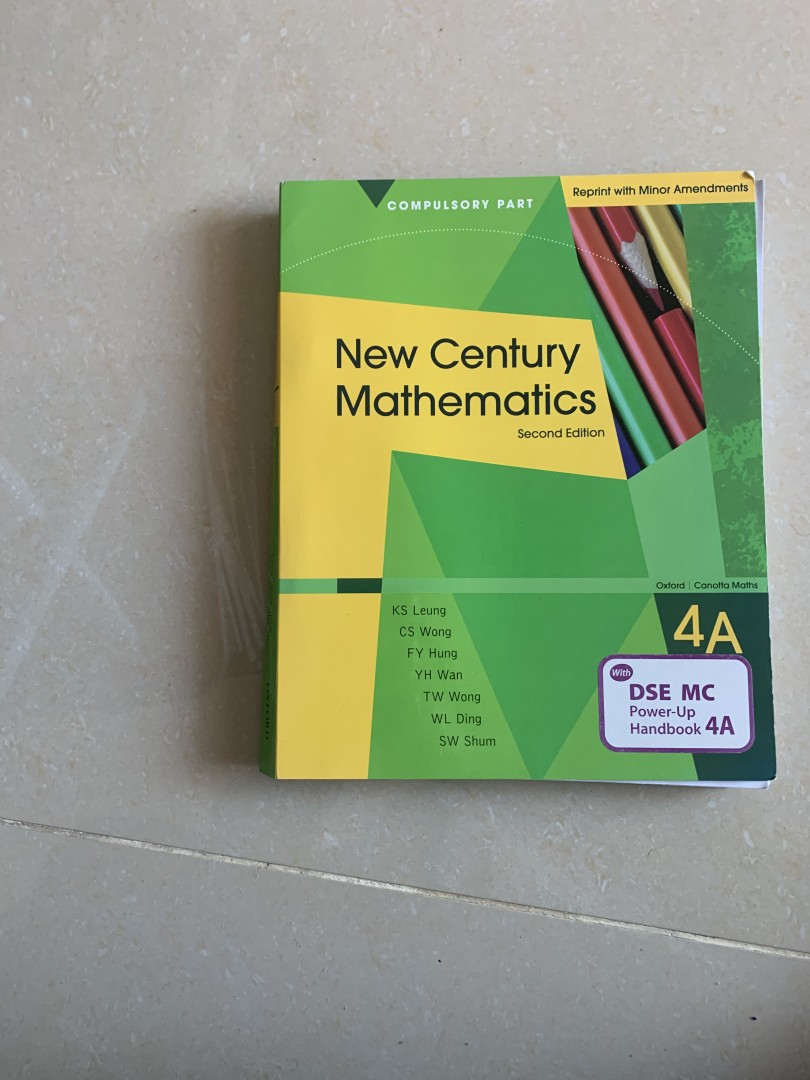 COMPULSORY PART
Reprint with Minor Amendments
New Century
Mathematics
Second Edition
Oxford | Canotta Maths
KS Leung
CS Wong
FY Hung
YH Wan
TW Wong
WL Ding
SW Shum
4A
With
DSE MC
Power-Up
Handbook 4A